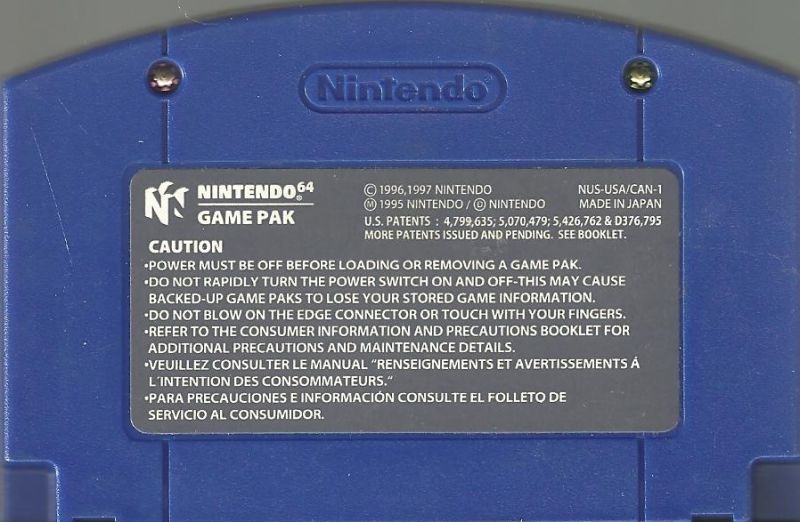 Nintendo
NINTENDO 64
GAME PAK
© 1996,1997 NINTENDO
NUS-USA/CAN-1
Ⓜ 1995 NINTENDO / © NINTENDO
MADE IN JAPAN
U.S. PATENTS : 4,799,635; 5,070,479; 5,426,762 & D376,795
MORE PATENTS ISSUED AND PENDING. SEE BOOKLET.
CAUTION
•POWER MUST BE OFF BEFORE LOADING OR REMOVING A GAME PAK.
•DO NOT RAPIDLY TURN THE POWER SWITCH ON AND OFF-THIS MAY CAUSE
BACKED-UP GAME PAKS TO LOSE YOUR STORED GAME INFORMATION.
•DO NOT BLOW ON THE EDGE CONNECTOR OR TOUCH WITH YOUR FINGERS.
•REFER TO THE CONSUMER INFORMATION AND PRECAUTIONS BOOKLET FOR
ADDITIONAL PRECAUTIONS AND MAINTENANCE DETAILS.
•VEUILLEZ CONSULTER LE MANUAL "RENSEIGNEMENTS ET AVERTISSEMENTS Á
L'INTENTION DES CONSOMMATEURS."
•PARA PRECAUCIONES E INFORMACIÓN CONSULTE EL FOLLETO DE
SERVICIO AL CONSUMIDOR.